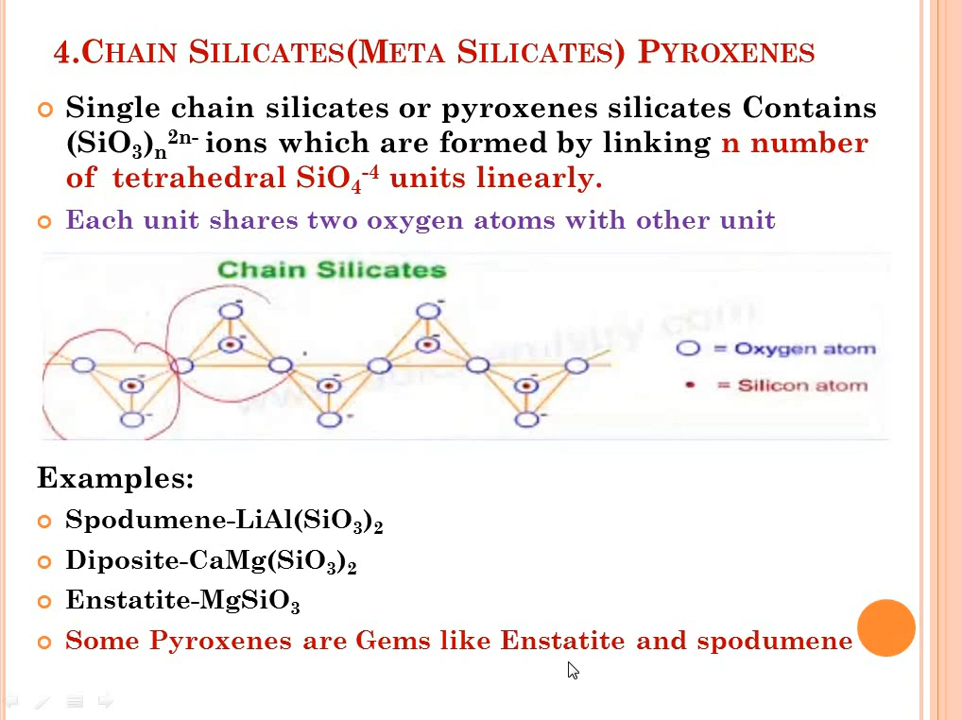 4.Chain Silicates(Meta Silicates) Pyroxenes
Single chain silicates or pyroxenes silicates Contains
(SiO₃)ₙ²ⁿ⁻ ions which are formed by linking n number
of tetrahedral SiO₄⁻⁴ units linearly.
Each unit shares two oxygen atoms with other unit
Chain Silicates
= Oxygen atom
= Silicon atom
Examples:
Spodumene-LiAl(SiO₃)₂
Diposite-CaMg(SiO₃)₂
Enstatite-MgSiO₃
Some Pyroxenes are Gems like Enstatite and spodumene